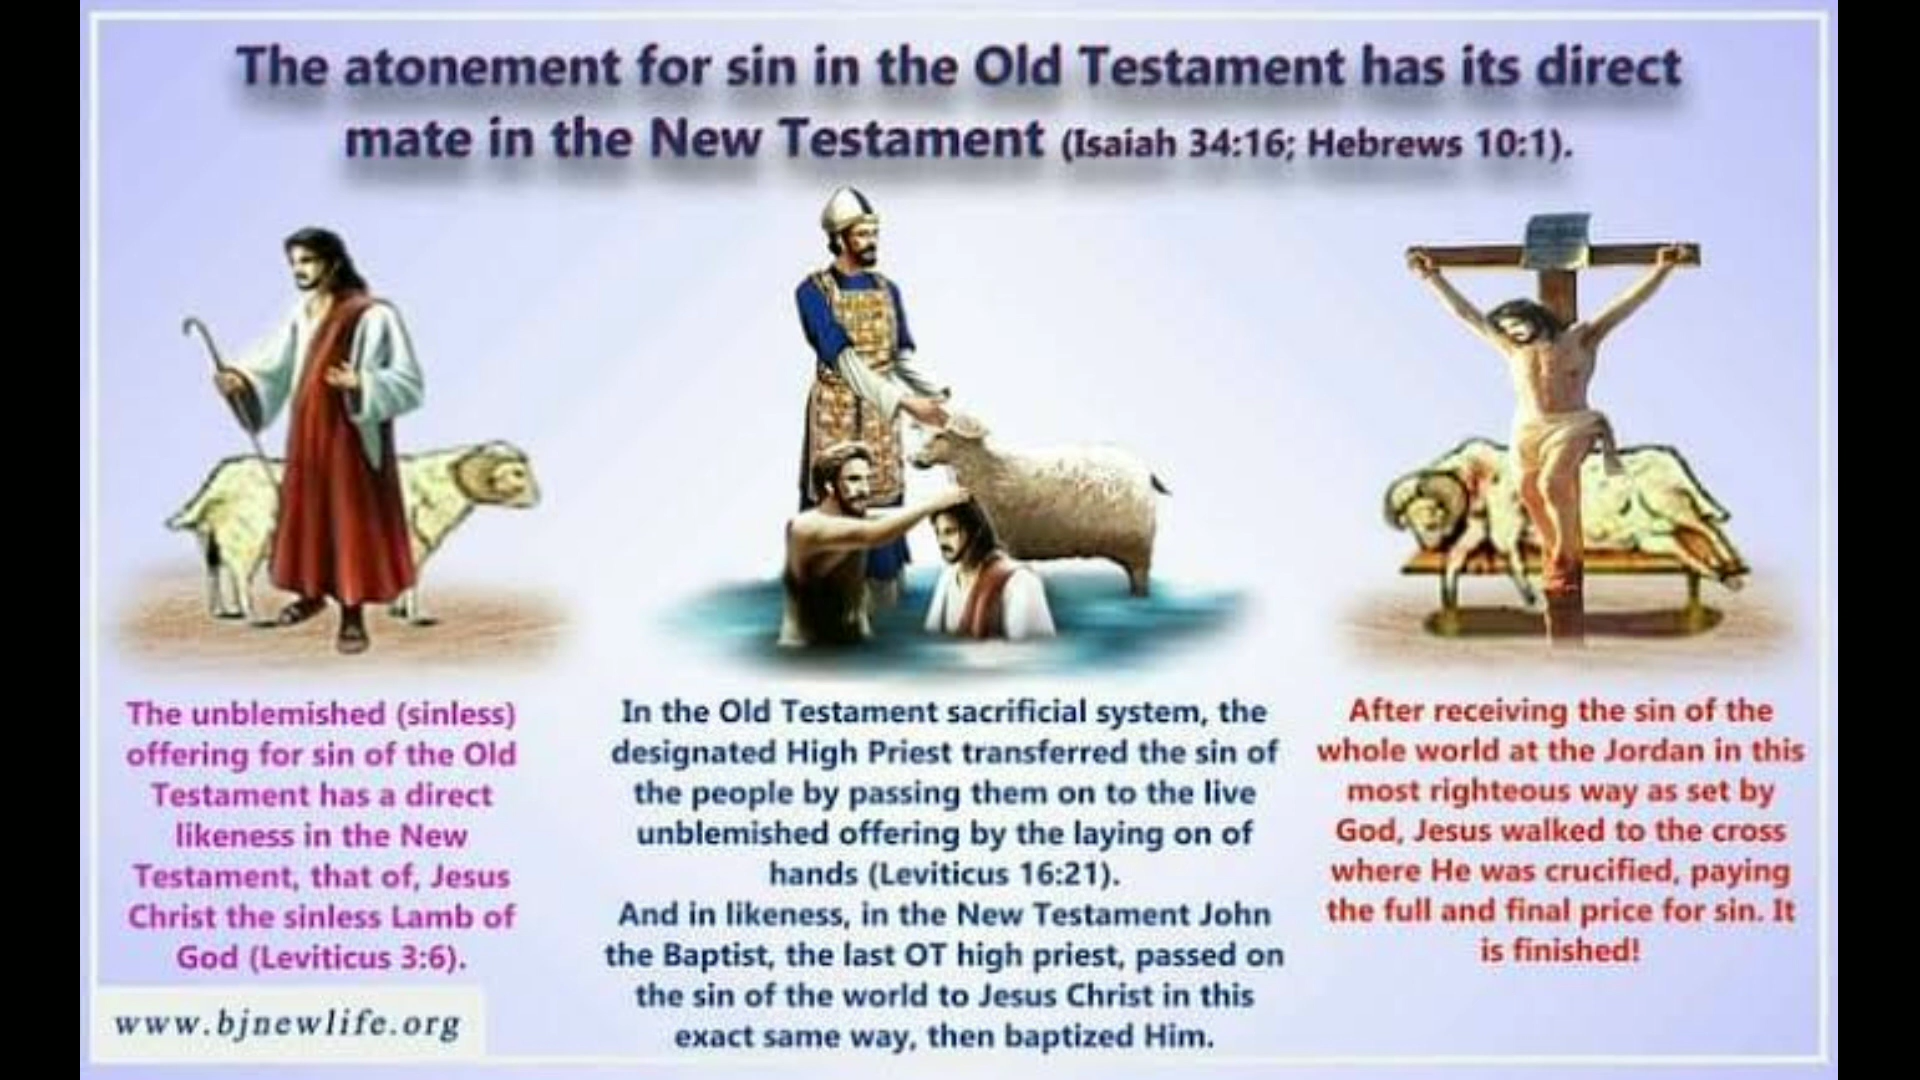 The atonement for sin in the Old Testament has its direct
mate in the New Testament (Isaiah 34:16; Hebrews 10:1).
The unblemished (sinless)
offering for sin of the Old
Testament has a direct
likeness in the New
Testament, that of, Jesus
Christ the sinless Lamb of
God (Leviticus 3:6).
In the Old Testament sacrificial system, the
designated High Priest transferred the sin of
the people by passing them on to the live
unblemished offering by the laying on of
hands (Leviticus 16:21).
And in likeness, in the New Testament John
the Baptist, the last OT high priest, passed on
the sin of the world to Jesus Christ in this
exact same way, then baptized Him.
After receiving the sin of the
whole world at the Jordan in this
most righteous way as set by
God, Jesus walked to the cross
where He was crucified, paying
the full and final price for sin. It
is finished!
www.bjnewlife.org